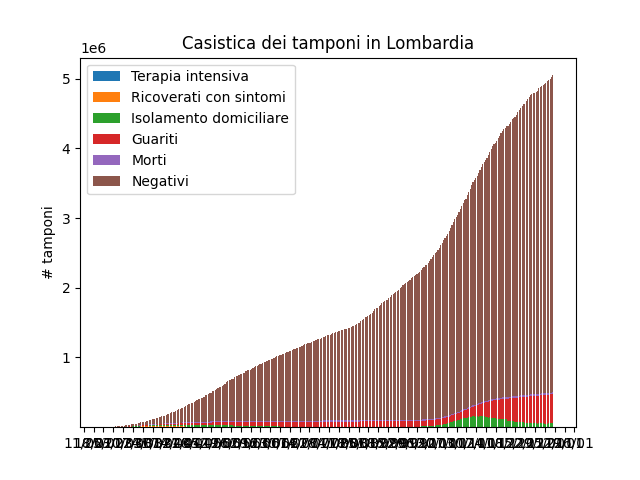 Casistica dei tamponi in Lombardia
1e6
Terapia intensiva
Ricoverati con sintomi
Isolamento domiciliare
Guariti
Morti
Negativi
# tamponi
5
4
3
2
1